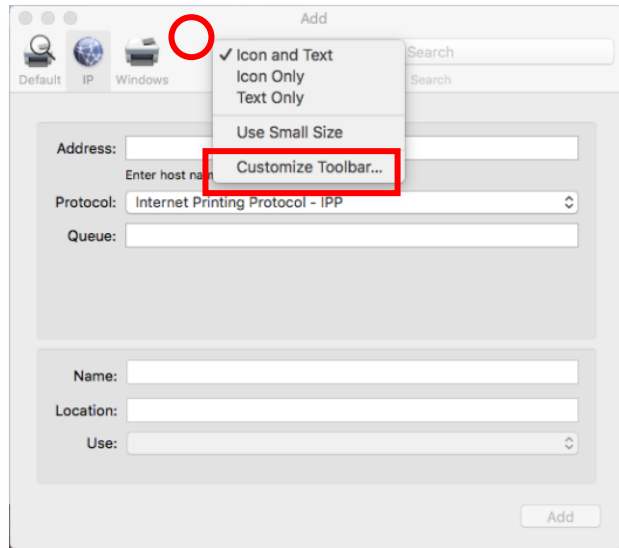 Add
✓ Icon and Text
Search
Icon Only
Default IP Windows
Search
Text Only
Use Small Size
Address:
Customize Toolbar...
Enter host na
Protocol: Internet Printing Protocol - IPP
Queue:
Name:
Location:
Use:
Add